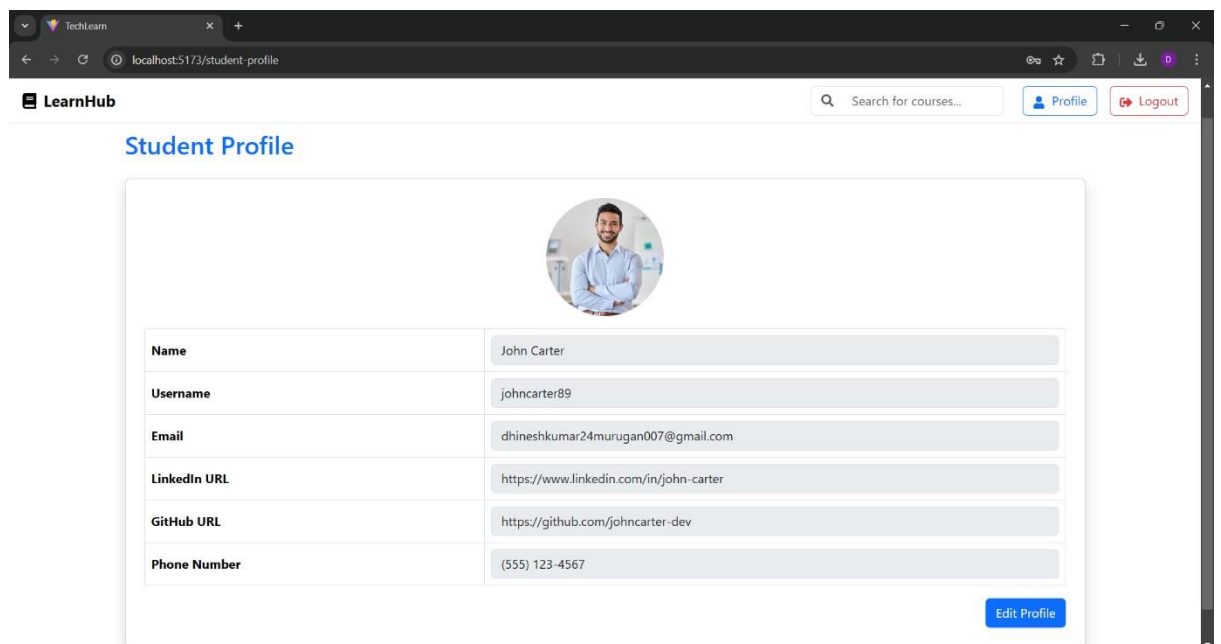 TechLearn
localhost:5173/student-profile
D
LearnHub
Search for courses...
Profile
Logout
Student Profile
Name John Carter
Username johncarter89
Email dhineshkumar24murugan007@gmail.com
LinkedIn URL https://www.linkedin.com/in/john-carter
GitHub URL https://github.com/johncarter-dev
Phone Number (555) 123-4567
Edit Profile